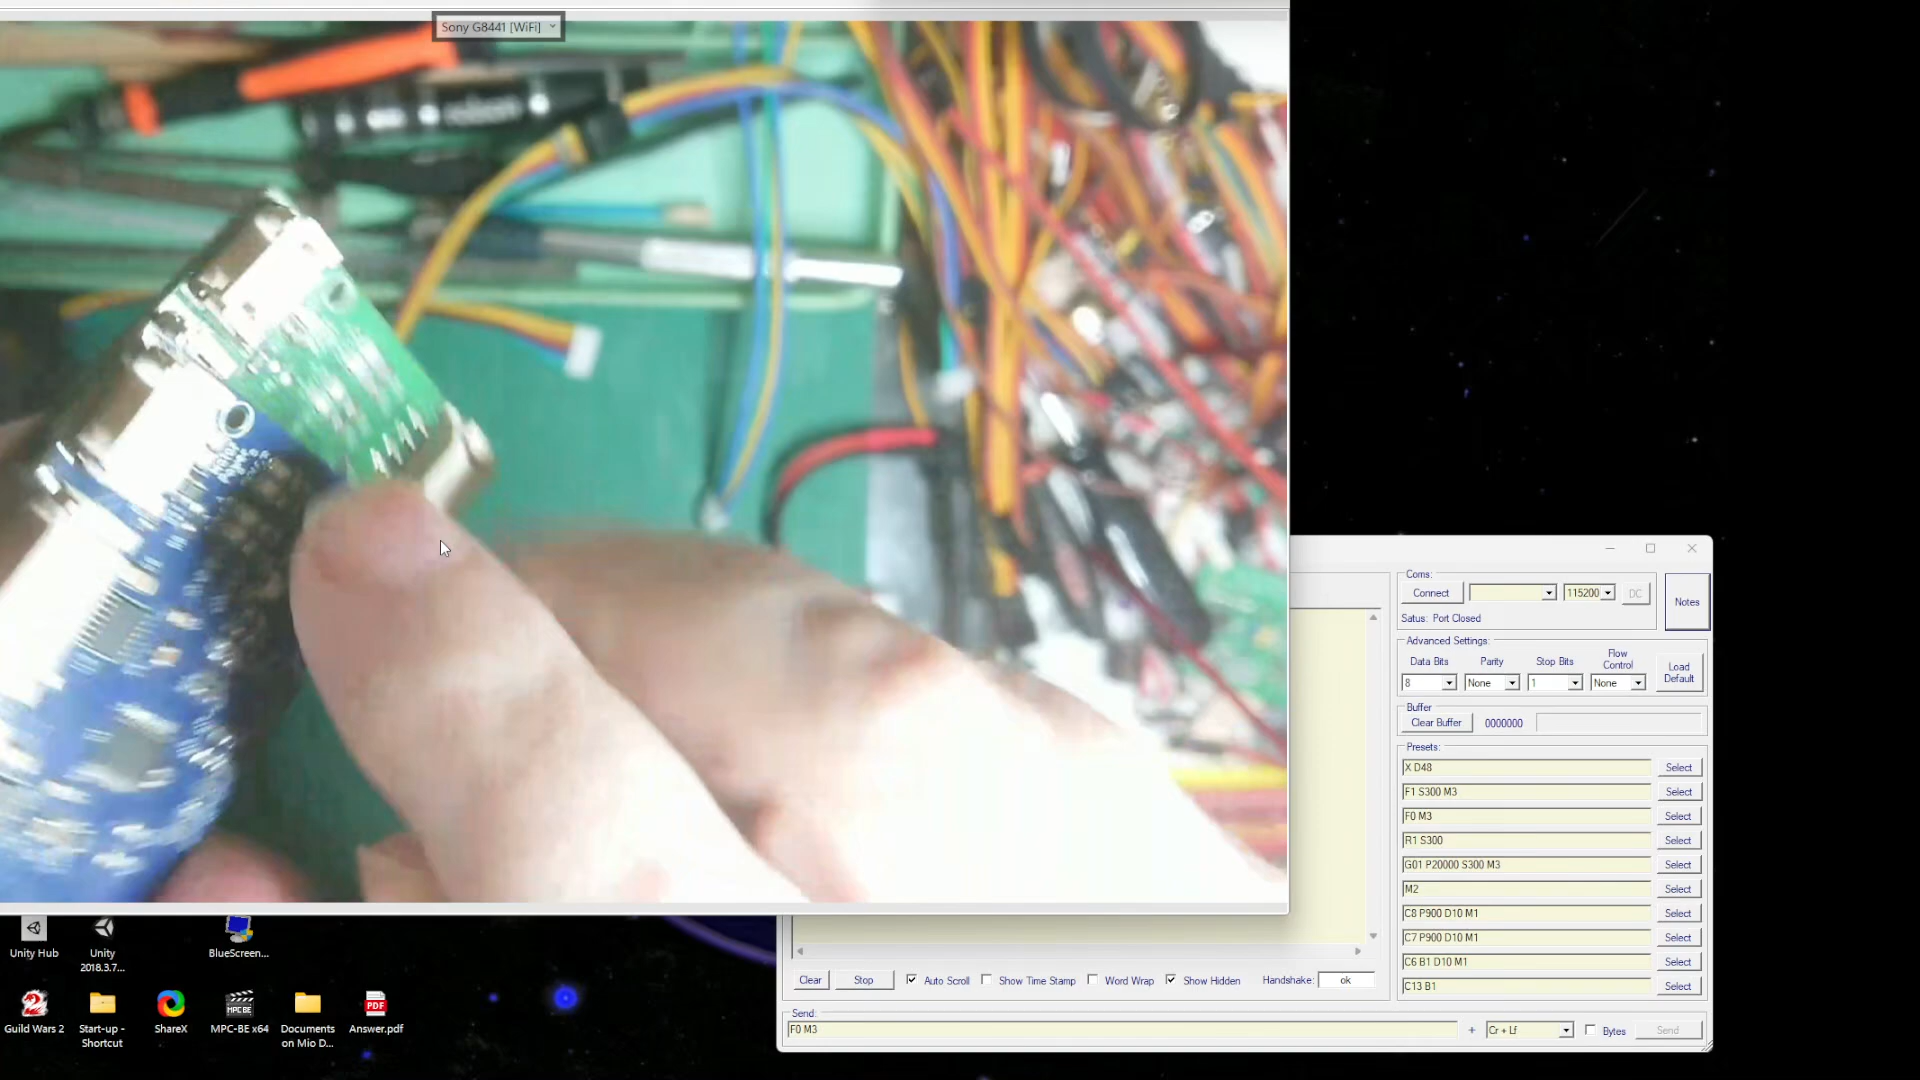 Sony G8441 [WiFi]
Coms:
Connect
115200
DC
Notes
Satus: Port Closed
Advanced Settings:
Data Bits
Parity
Stop Bits
Flow
Control
Load
Default
8
None
1
None
Buffer
Clear Buffer
0000000
Presets:
X D48
Select
F1 S300 M3
Select
F0 M3
Select
R1 S300
Select
G01 P20000 S300 M3
Select
M2
Select
C8 P900 D10 M1
Select
C7 P900 D10 M1
Select
C6 B1 D10 M1
Select
C13 B1
Select
Clear
Stop
Auto Scroll
Show Time Stamp
Word Wrap
Show Hidden
Handshake:
ok
Send:
F0 M3
+
Cr + Lf
Bytes
Send
Unity Hub
Unity
2018.3.7...
BlueScreen...
Guild Wars 2
Start-up -
Shortcut
ShareX
MPC-BE x64
Documents
on Mio D...
Answer.pdf
PDF
MPC BE